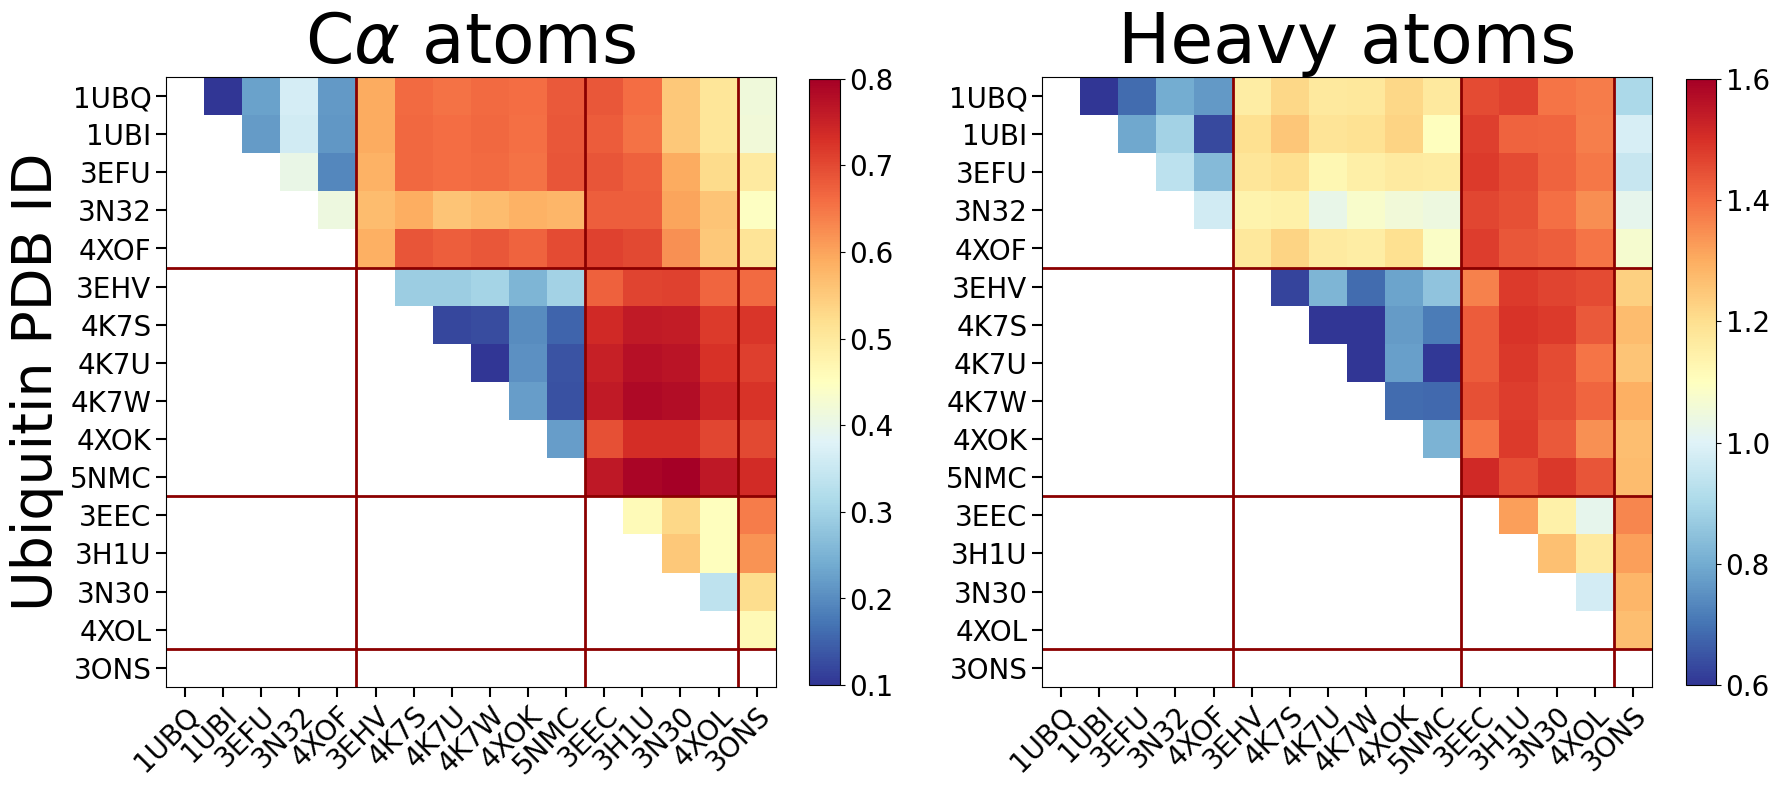 Cα atoms
Heavy atoms
Ubiquitin PDB ID
1UBQ
1UBI
3EFU
3N32
4XOF
3EHV
4K7S
4K7U
4K7W
4XOK
5NMC
3EEC
3H1U
3N30
4XOL
3ONS
1UBQ
1UBI
3EFU
3N32
4XOF
3EHV
4K7S
4K7U
4K7W
4XOK
5NMC
3EEC
3H1U
3N30
4XOL
3ONS
0.8
0.7
0.6
0.5
0.4
0.3
0.2
0.1
1UBQ
1UBI
3EFU
3N32
4XOF
3EHV
4K7S
4K7U
4K7W
4XOK
5NMC
3EEC
3H1U
3N30
4XOL
3ONS
1UBQ
1UBI
3EFU
3N32
4XOF
3EHV
4K7S
4K7U
4K7W
4XOK
5NMC
3EEC
3H1U
3N30
4XOL
3ONS
1.6
1.4
1.2
1.0
0.8
0.6